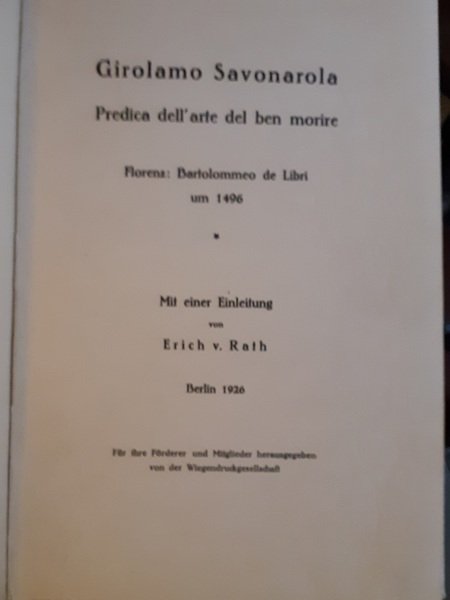 Girolamo Savonarola
Predica dell'arte del ben morire
Florenz: Bartolommeo de Libri
um 1496
*
Mit einer Einleitung
von
Erich v. Rath
Berlin 1926
Für ihre Förderer und Mitglieder herausgegeben
von der Wiegendruckgesellschaft